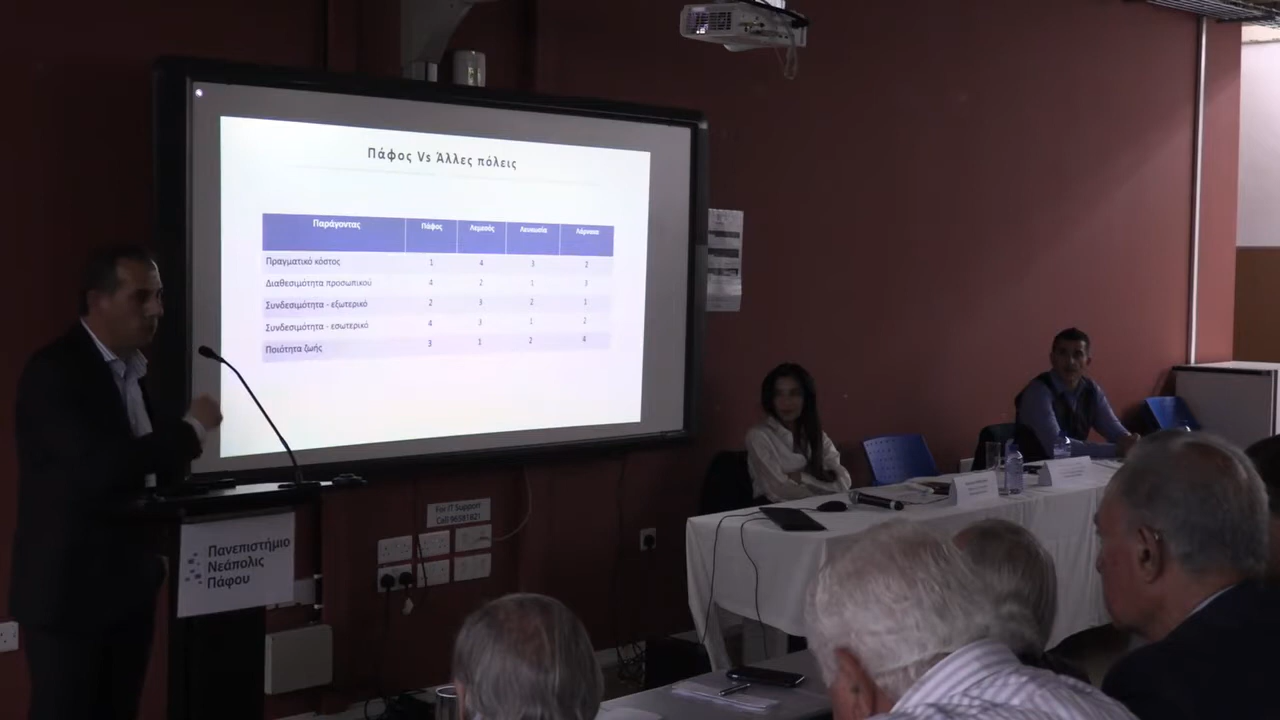 Πάφος Vs Άλλες πόλεις
Παράγοντας Πάφος Λεμεσός Λευκωσία Λάρνακα
Πραγματικό κόστος 1 4 3 2
Διαθεσιμότητα προσωπικού 4 2 1 3
Συνδεσιμότητα - εξωτερικό 2 3 2 1
Συνδεσιμότητα - εσωτερικό 4 3 1 2
Ποιότητα ζωής 3 1 2 4
For IT Support
Call 96581821
Πανεπιστήμιο
Νεάπολις
Πάφου